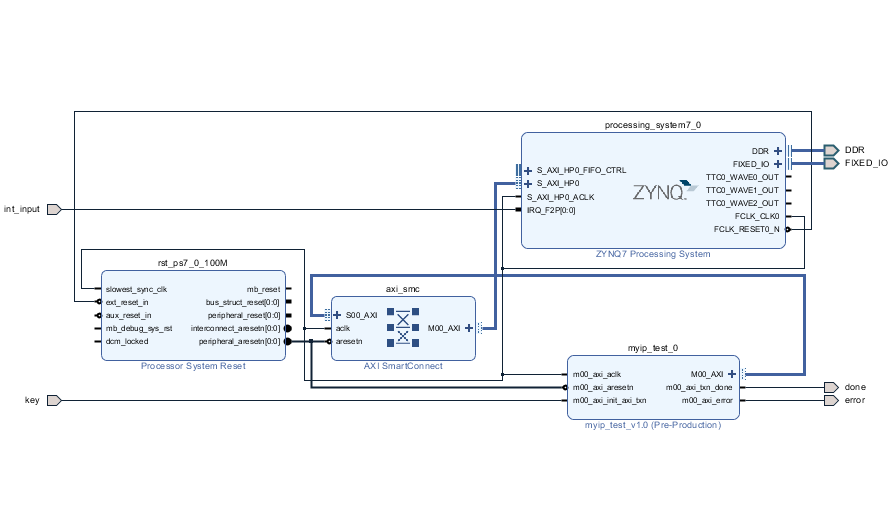 processing_system7_0
DDR
FIXED_IO
S_AXI_HP0_FIFO_CTRL
S_AXI_HP0
S_AXI_HP0_ACLK
IRQ_F2P[0:0]
ZYNQ
DDR
FIXED_IO
TTC0_WAVE0_OUT
TTC0_WAVE1_OUT
TTC0_WAVE2_OUT
FCLK_CLK0
FCLK_RESET0_N
ZYNQ7 Processing System
int_input
rst_ps7_0_100M
slowest_sync_clk
ext_reset_in
aux_reset_in
mb_debug_sys_rst
dcm_locked
mb_reset
bus_struct_reset[0:0]
peripheral_reset[0:0]
interconnect_aresetn[0:0]
peripheral_aresetn[0:0]
Processor System Reset
axi_smc
S00_AXI
aclk
aresetn
M00_AXI
AXI SmartConnect
myip_test_0
m00_axi_aclk
m00_axi_aresetn
m00_axi_init_axi_txn
M00_AXI
m00_axi_txn_done
m00_axi_error
myip_test_v1.0 (Pre-Production)
key
done
error